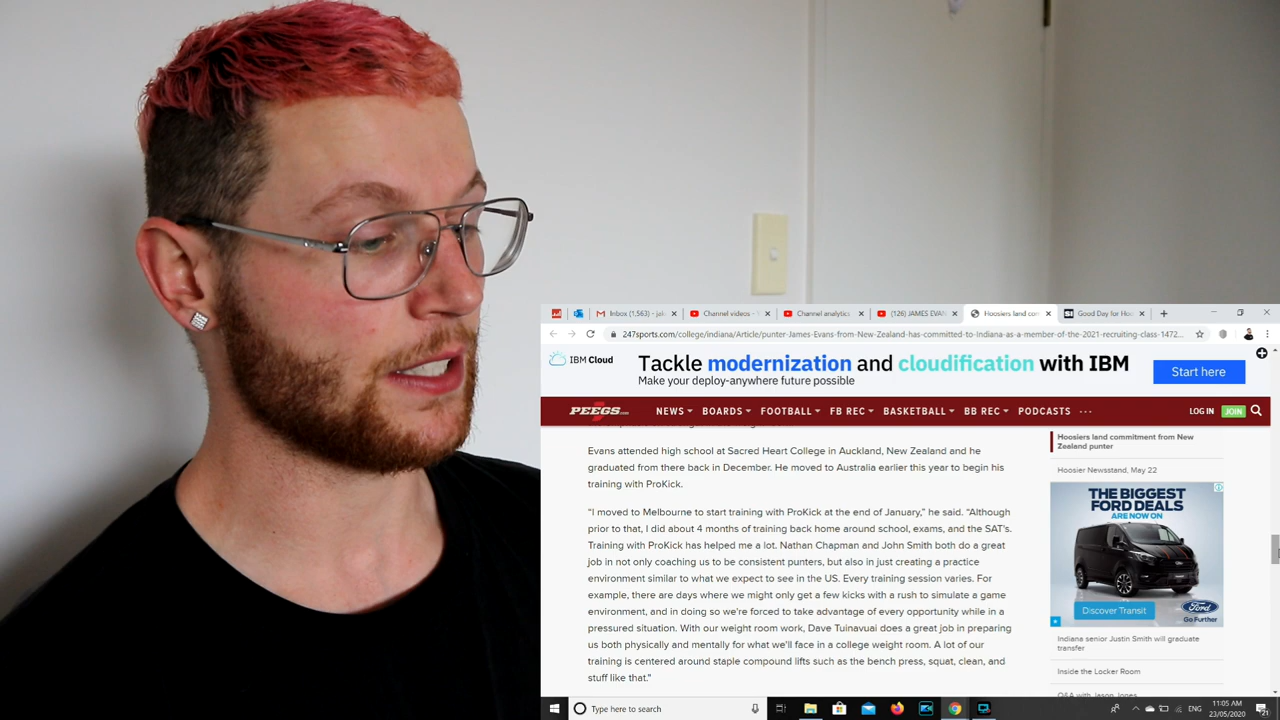 Inbox (1,563) - jak
Channel videos -
Channel analytics
(126) JAMES EVAN
Hoosiers land con
Good Day for Hoo
247sports.com/college/indiana/Article/punter-James-Evans-from-New-Zealand-has-committed-to-Indiana-as-a-member-of-the-2021-recruiting-class-1472...
IBM Cloud
Tackle modernization and cloudification with IBM
Make your deploy-anywhere future possible
Start here
PEEGS.com
NEWS BOARDS FOOTBALL FB REC BASKETBALL BB REC PODCASTS ...
LOG IN JOIN
Evans attended high school at Sacred Heart College in Auckland, New Zealand and he
graduated from there back in December. He moved to Australia earlier this year to begin his
training with ProKick.
"I moved to Melbourne to start training with ProKick at the end of January," he said. "Although
prior to that, I did about 4 months of training back home around school, exams, and the SAT's.
Training with ProKick has helped me a lot. Nathan Chapman and John Smith both do a great
job in not only coaching us to be consistent punters, but also in just creating a practice
environment similar to what we expect to see in the US. Every training session varies. For
example, there are days where we might only get a few kicks with a rush to simulate a game
environment, and in doing so we're forced to take advantage of every opportunity while in a
pressured situation. With our weight room work, Dave Tuinavuai does a great job in preparing
us both physically and mentally for what we'll face in a college weight room. A lot of our
training is centered around staple compound lifts such as the bench press, squat, clean, and
stuff like that."
Hoosiers land commitment from New
Zealand punter
Hoosier Newsstand, May 22
THE BIGGEST
FORD DEALS
ARE NOW ON
Discover Transit
Ford
Go Further
Indiana senior Justin Smith will graduate
transfer
Inside the Locker Room
Q&A with Jason Jones
Type here to search
ENG
11:05 AM
23/05/2020
21